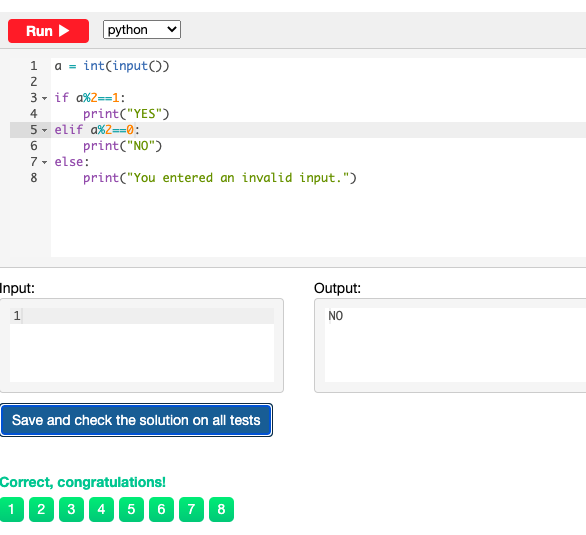 Run
python
1 a = int(input())
2
3 if a%2==1:
4     print("YES")
5 elif a%2==0:
6     print("NO")
7 else:
8     print("You entered an invalid input.")
Input: Output:
1 NO
Save and check the solution on all tests
Correct, congratulations!
1 2 3 4 5 6 7 8